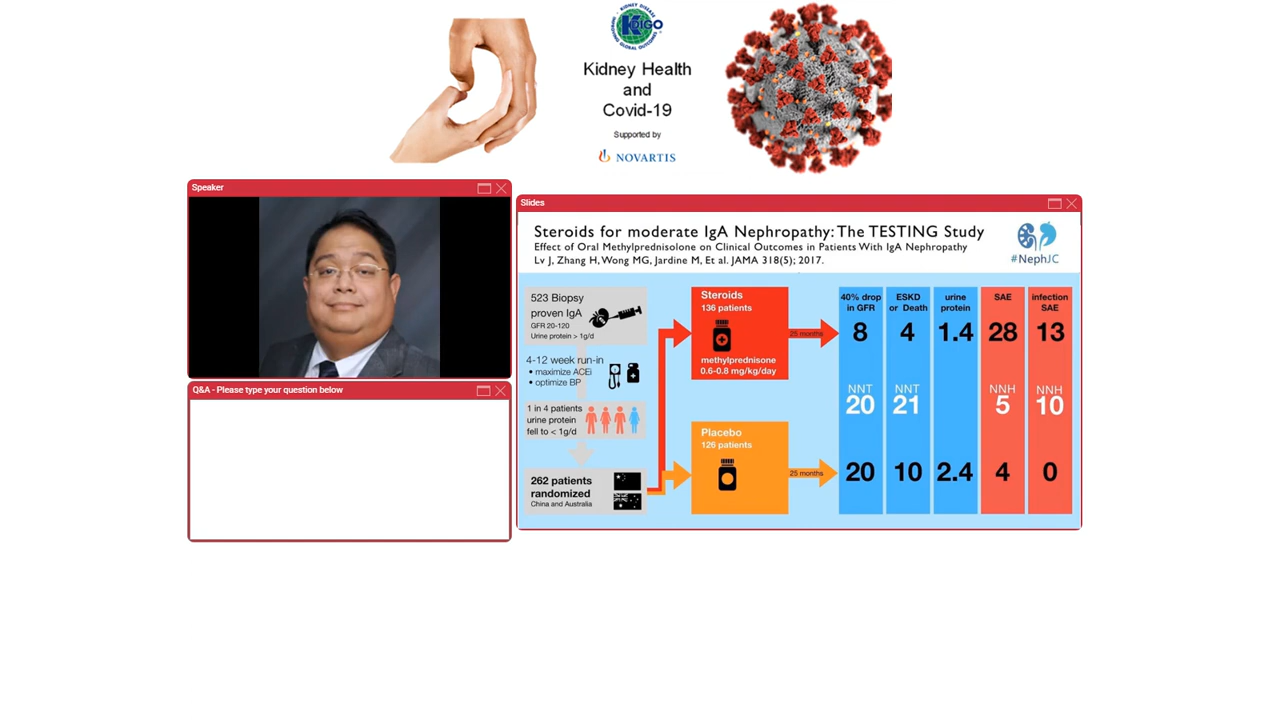 KIDNEY DISEASE
KDIGO
IMPROVING GLOBAL OUTCOMES
Kidney Health
and
Covid-19
Supported by
NOVARTIS
Speaker
Q&A - Please type your question below
Slides
Steroids for moderate IgA Nephropathy: The TESTING Study
Effect of Oral Methylprednisolone on Clinical Outcomes in Patients With IgA Nephropathy
Lv J, Zhang H, Wong MG, Jardine M, Et al. JAMA 318(5); 2017.
#NephJC
523 Biopsy
proven IgA
GFR 20-120
Urine protein > 1g/d
4-12 week run-in
• maximize ACEi
• optimize BP
1 in 4 patients
urine protein
fell to < 1g/d
262 patients
randomized
China and Australia
Steroids
136 patients
methylprednisone
0.6-0.8 mg/kg/day
25 months
Placebo
126 patients
25 months
40% drop
in GFR
8
NNT
20
20
ESKD
or Death
4
NNT
21
10
urine
protein
1.4
2.4
SAE
28
NNH
5
4
infection
SAE
13
NNH
10
0